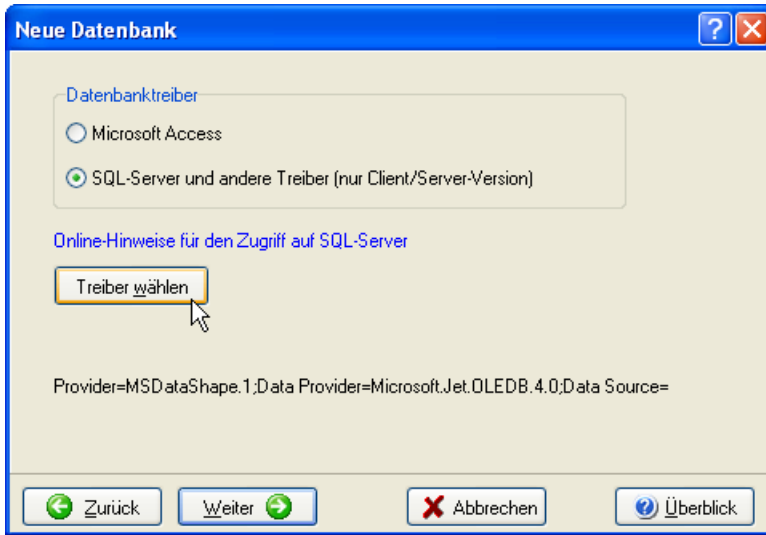 Neue Datenbank
Datenbanktreiber
Microsoft Access
SQL-Server und andere Treiber (nur Client/Server-Version)
Online-Hinweise für den Zugriff auf SQL-Server
Treiber wählen
Provider=MSDataShape.1;Data Provider=Microsoft.Jet.OLEDB.4.0;Data Source=
Zurück Weiter Abbrechen Überblick